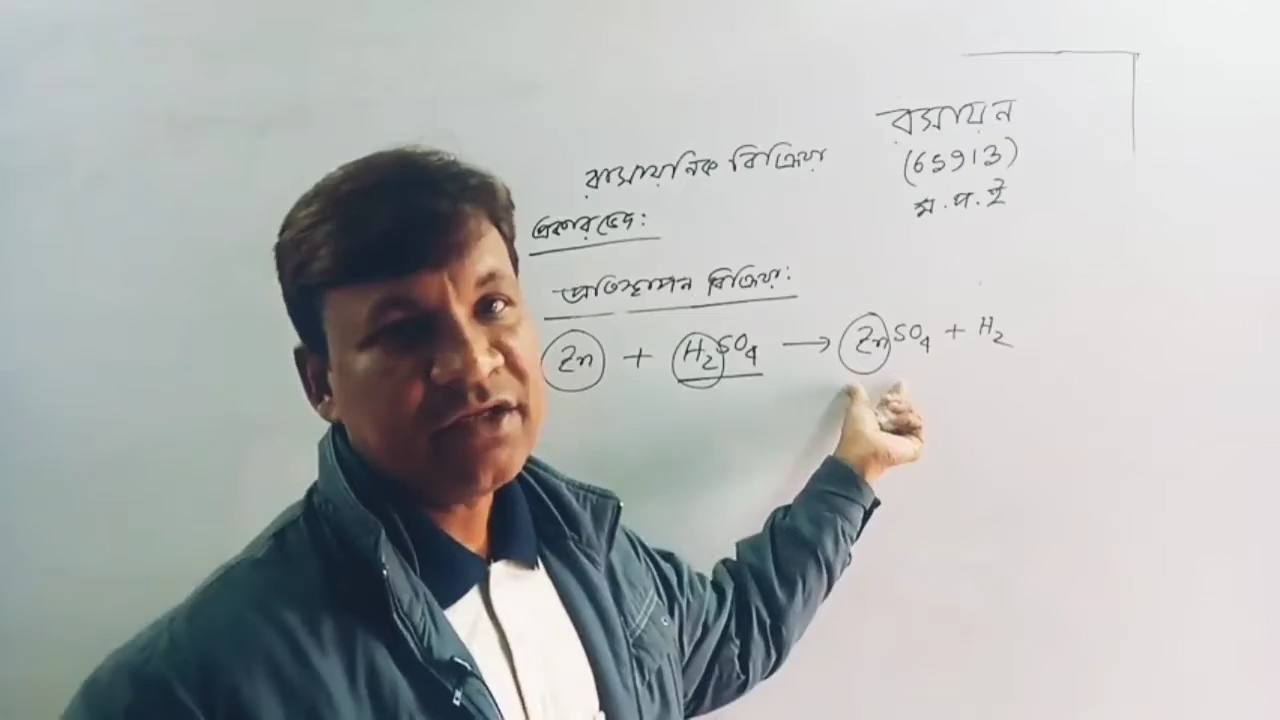 রসায়ন
(65913)
ম.প.ই
রাসায়নিক বিক্রিয়া
প্রকারভেদ:
প্রতিস্থাপন বিক্রিয়া:
Zn + H₂SO₄ → ZnSO₄ + H₂